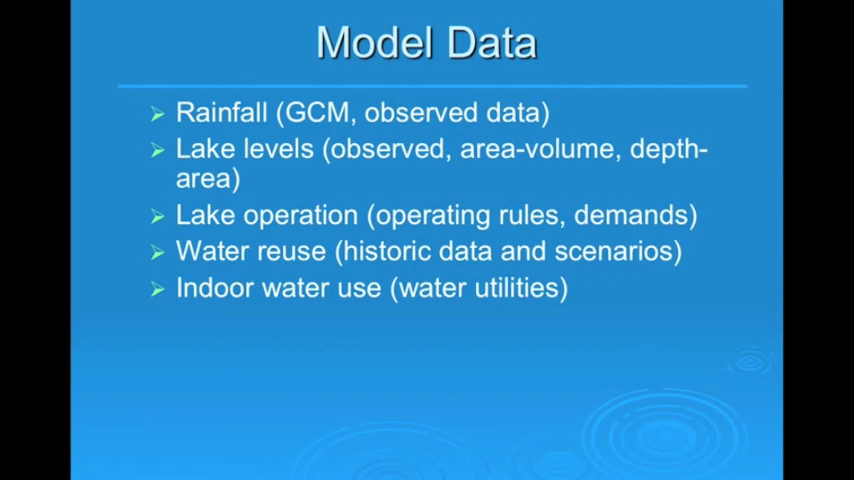 Model Data
Rainfall (GCM, observed data)
Lake levels (observed, area-volume, depth-
area)
Lake operation (operating rules, demands)
Water reuse (historic data and scenarios)
Indoor water use (water utilities)